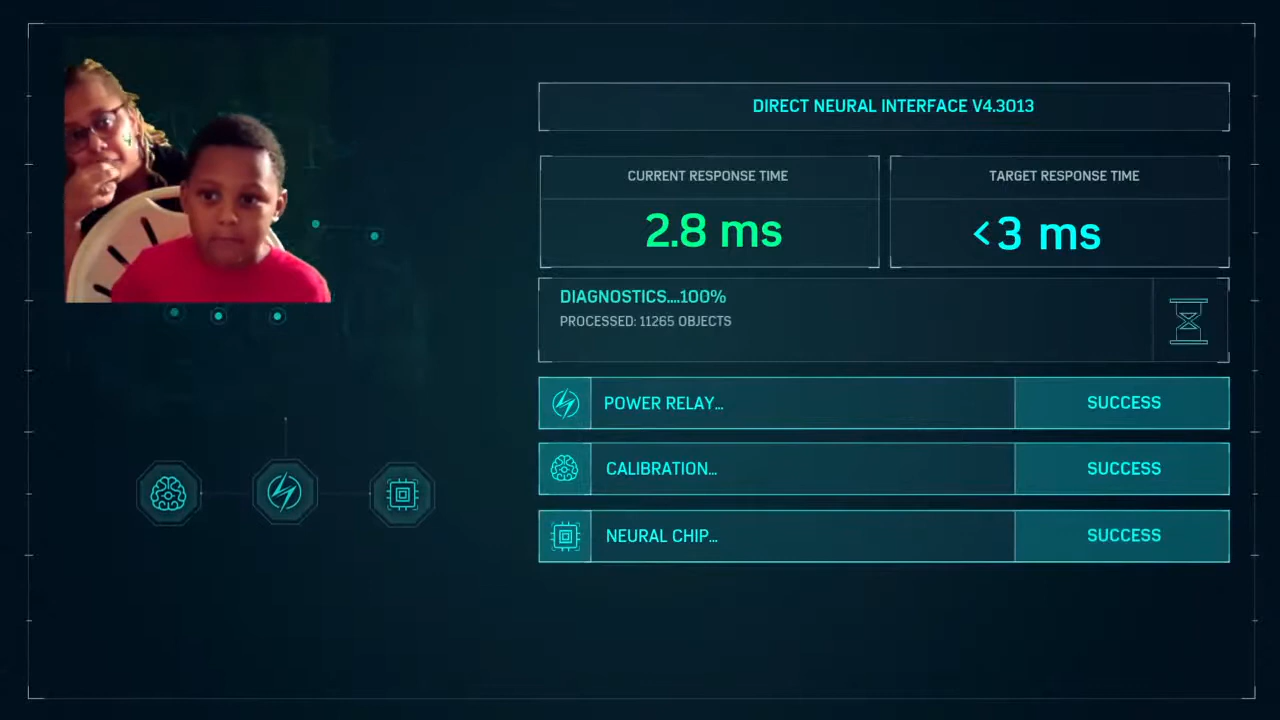 DIRECT NEURAL INTERFACE V4.3013
CURRENT RESPONSE TIME
2.8 ms
TARGET RESPONSE TIME
<3 ms
DIAGNOSTICS....100%
PROCESSED: 11265 OBJECTS
POWER RELAY...
SUCCESS
CALIBRATION...
SUCCESS
NEURAL CHIP...
SUCCESS